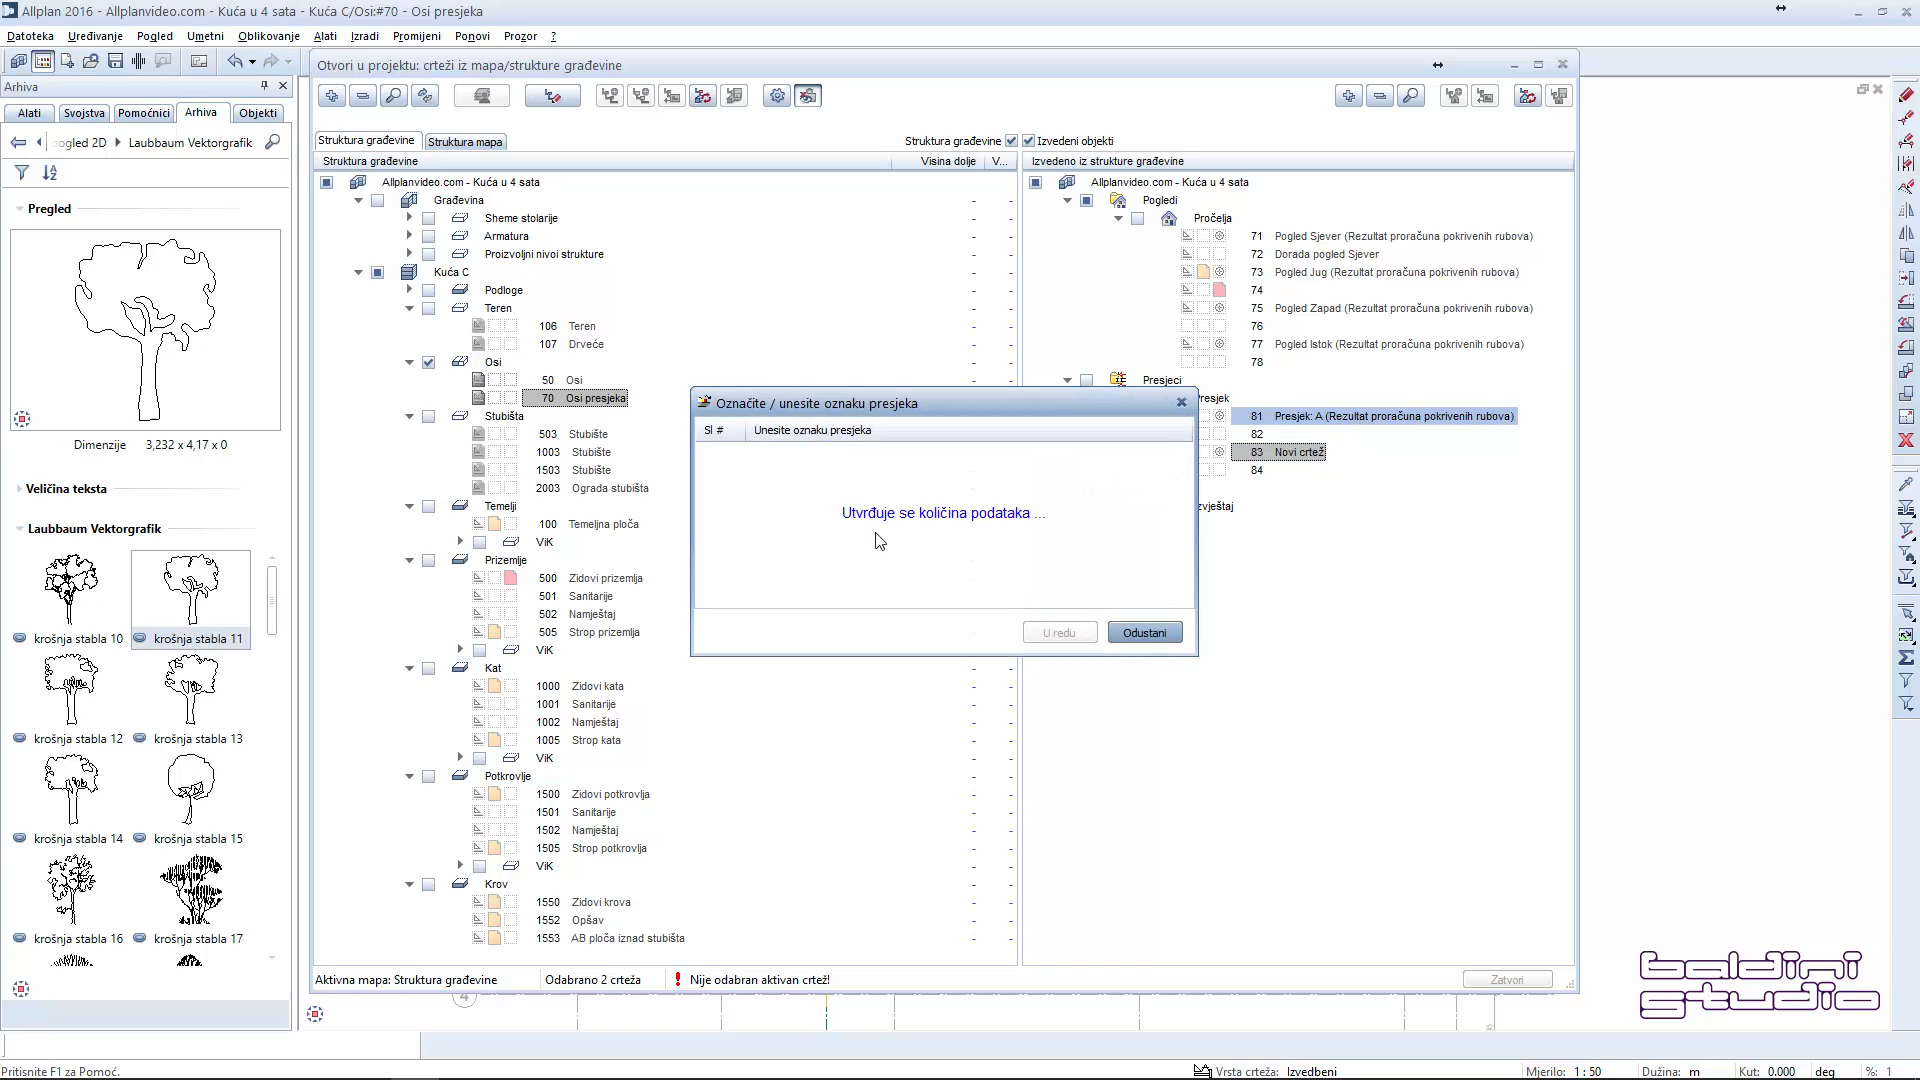 Allplan 2016 - Allplanvideo.com - Kuća u 4 sata - Kuća C/Osi:#70 - Osi presjeka
Datoteka Uređivanje Pogled Umetni Oblikovanje Alati Izradi Promijeni Ponovi Prozor ?
Otvori u projektu: crteži iz mapa/strukture građevine
Arhiva
Alati Svojstva Pomoćnici Arhiva Objekti
ogled 2D Laubbaum Vektorgrafik
Pregled
Dimenzije 3,232 x 4,17 x 0
Veličina teksta
Laubbaum Vektorgrafik
krošnja stabla 10 krošnja stabla 11
krošnja stabla 12 krošnja stabla 13
krošnja stabla 14 krošnja stabla 15
krošnja stabla 16 krošnja stabla 17
Struktura građevine Struktura mapa
Struktura građevine Izvedeni objekti
Struktura građevine Visina dolje V...
Allplanvideo.com - Kuća u 4 sata
Građevina - -
Sheme stolarije - -
Armatura - -
Proizvoljni nivoi strukture - -
Kuća C - -
Podloge - -
Teren - -
106 Teren - -
107 Drveće - -
Osi - -
50 Osi - -
70 Osi presjeka
Stubišta
503 Stubište
1003 Stubište
1503 Stubište
2003 Ograda stubišta
Temelji
100 Temeljna ploča
ViK
Prizemlje
500 Zidovi prizemlja
501 Sanitarije
502 Namještaj
505 Strop prizemlja
ViK
Kat - -
1000 Zidovi kata - -
1001 Sanitarije - -
1002 Namještaj - -
1005 Strop kata - -
ViK - -
Potkrovlje - -
1500 Zidovi potkrovlja - -
1501 Sanitarije - -
1502 Namještaj - -
1505 Strop potkrovlja - -
ViK - -
Krov - -
1550 Zidovi krova - -
1552 Opšav - -
1553 AB ploča iznad stubišta - -
Izvedeno iz strukture građevine
Allplanvideo.com - Kuća u 4 sata
Pogledi
Pročelja
71 Pogled Sjever (Rezultat proračuna pokrivenih rubova)
72 Dorada pogled Sjever
73 Pogled Jug (Rezultat proračuna pokrivenih rubova)
74
75 Pogled Zapad (Rezultat proračuna pokrivenih rubova)
76
77 Pogled Istok (Rezultat proračuna pokrivenih rubova)
78
Presjeci
resjek
81 Presjek: A (Rezultat proračuna pokrivenih rubova)
82
83 Novi crtež
84
zvještaj
Označite / unesite oznaku presjeka
Sl # Unesite oznaku presjeka
Utvrđuje se količina podataka ...
U redu Odustani
Aktivna mapa: Struktura građevine Odabrano 2 crteža ! Nije odabran aktivan crtež! Zatvori
4
baldini
studio
Pritisnite F1 za Pomoć. Vrsta crteža: Izvedbeni Mjerilo: 1 : 50 Dužina: m Kut: 0.000 deg %: 1